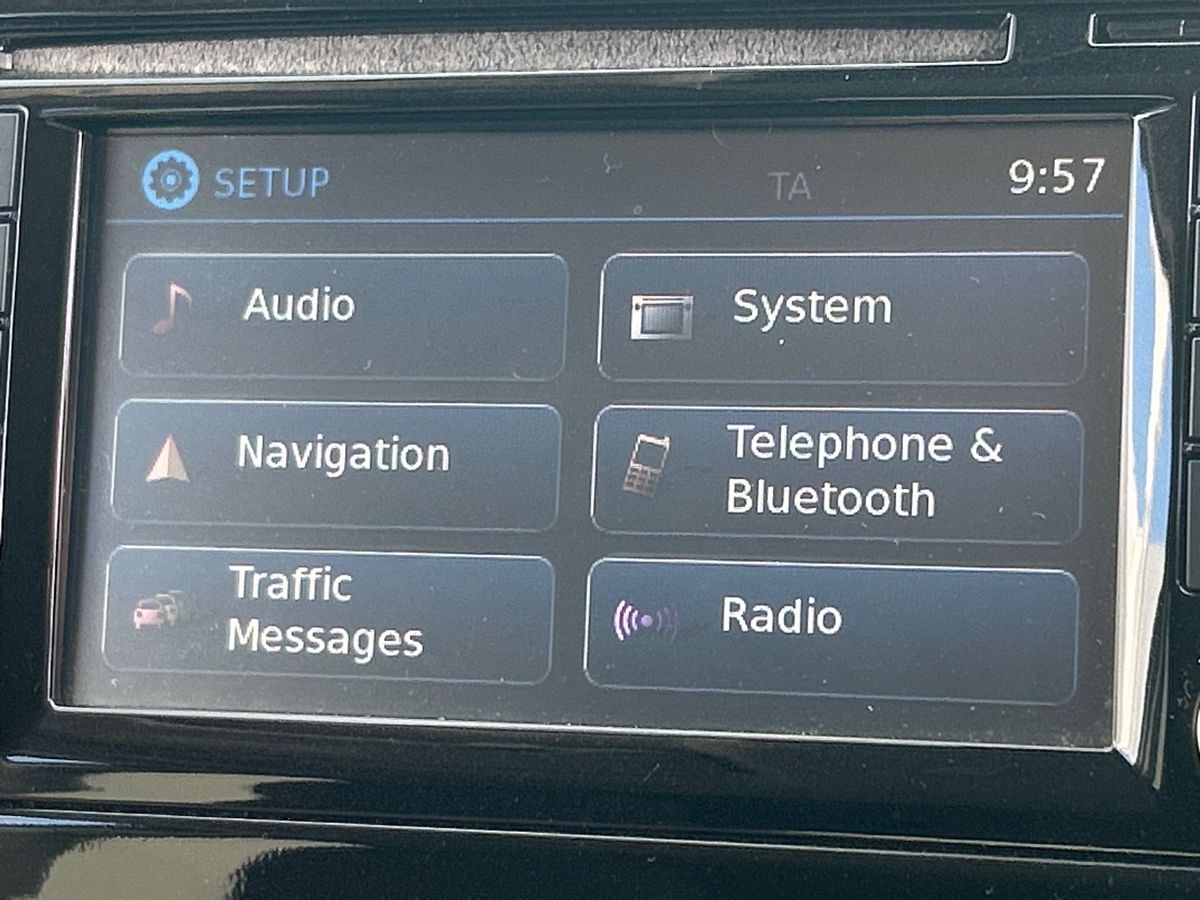 SETUP
TA
9:57
Audio
System
Navigation
Telephone &
Bluetooth
Traffic
Messages
Radio